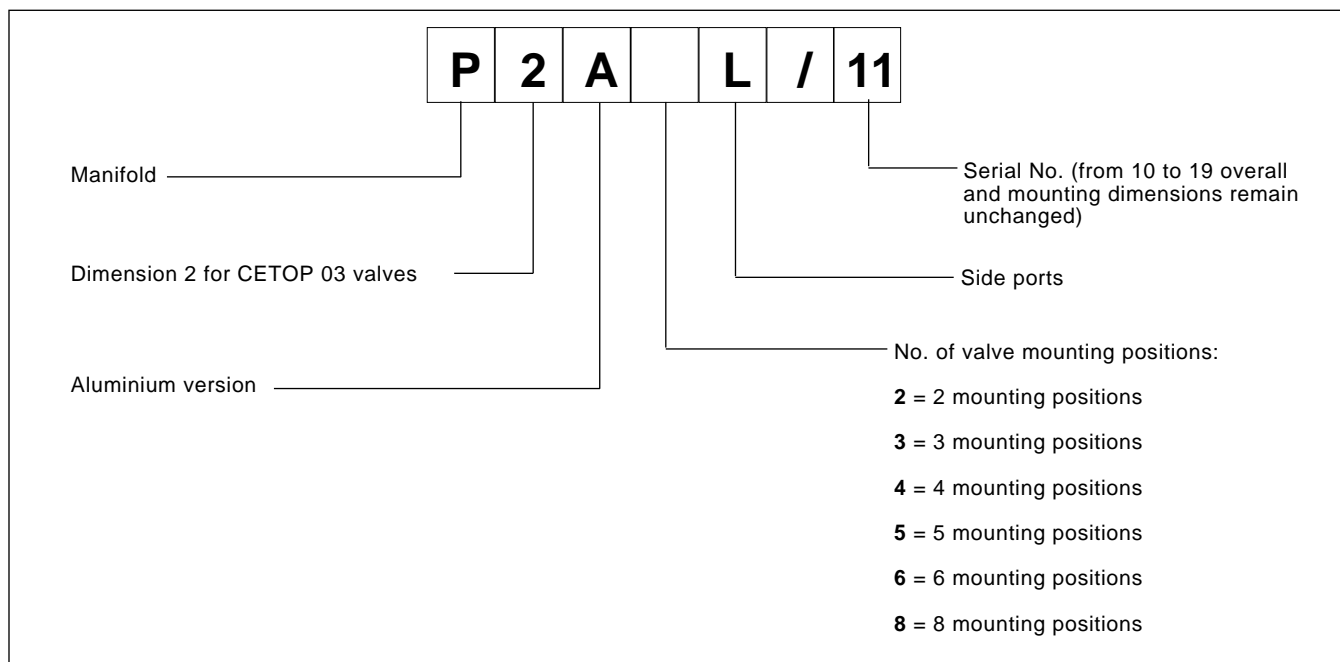 P 2 A L / 11
Manifold
Serial No. (from 10 to 19 overall
and mounting dimensions remain
unchanged)
Dimension 2 for CETOP 03 valves
Side ports
No. of valve mounting positions:
Aluminium version
2 = 2 mounting positions
3 = 3 mounting positions
4 = 4 mounting positions
5 = 5 mounting positions
6 = 6 mounting positions
8 = 8 mounting positions